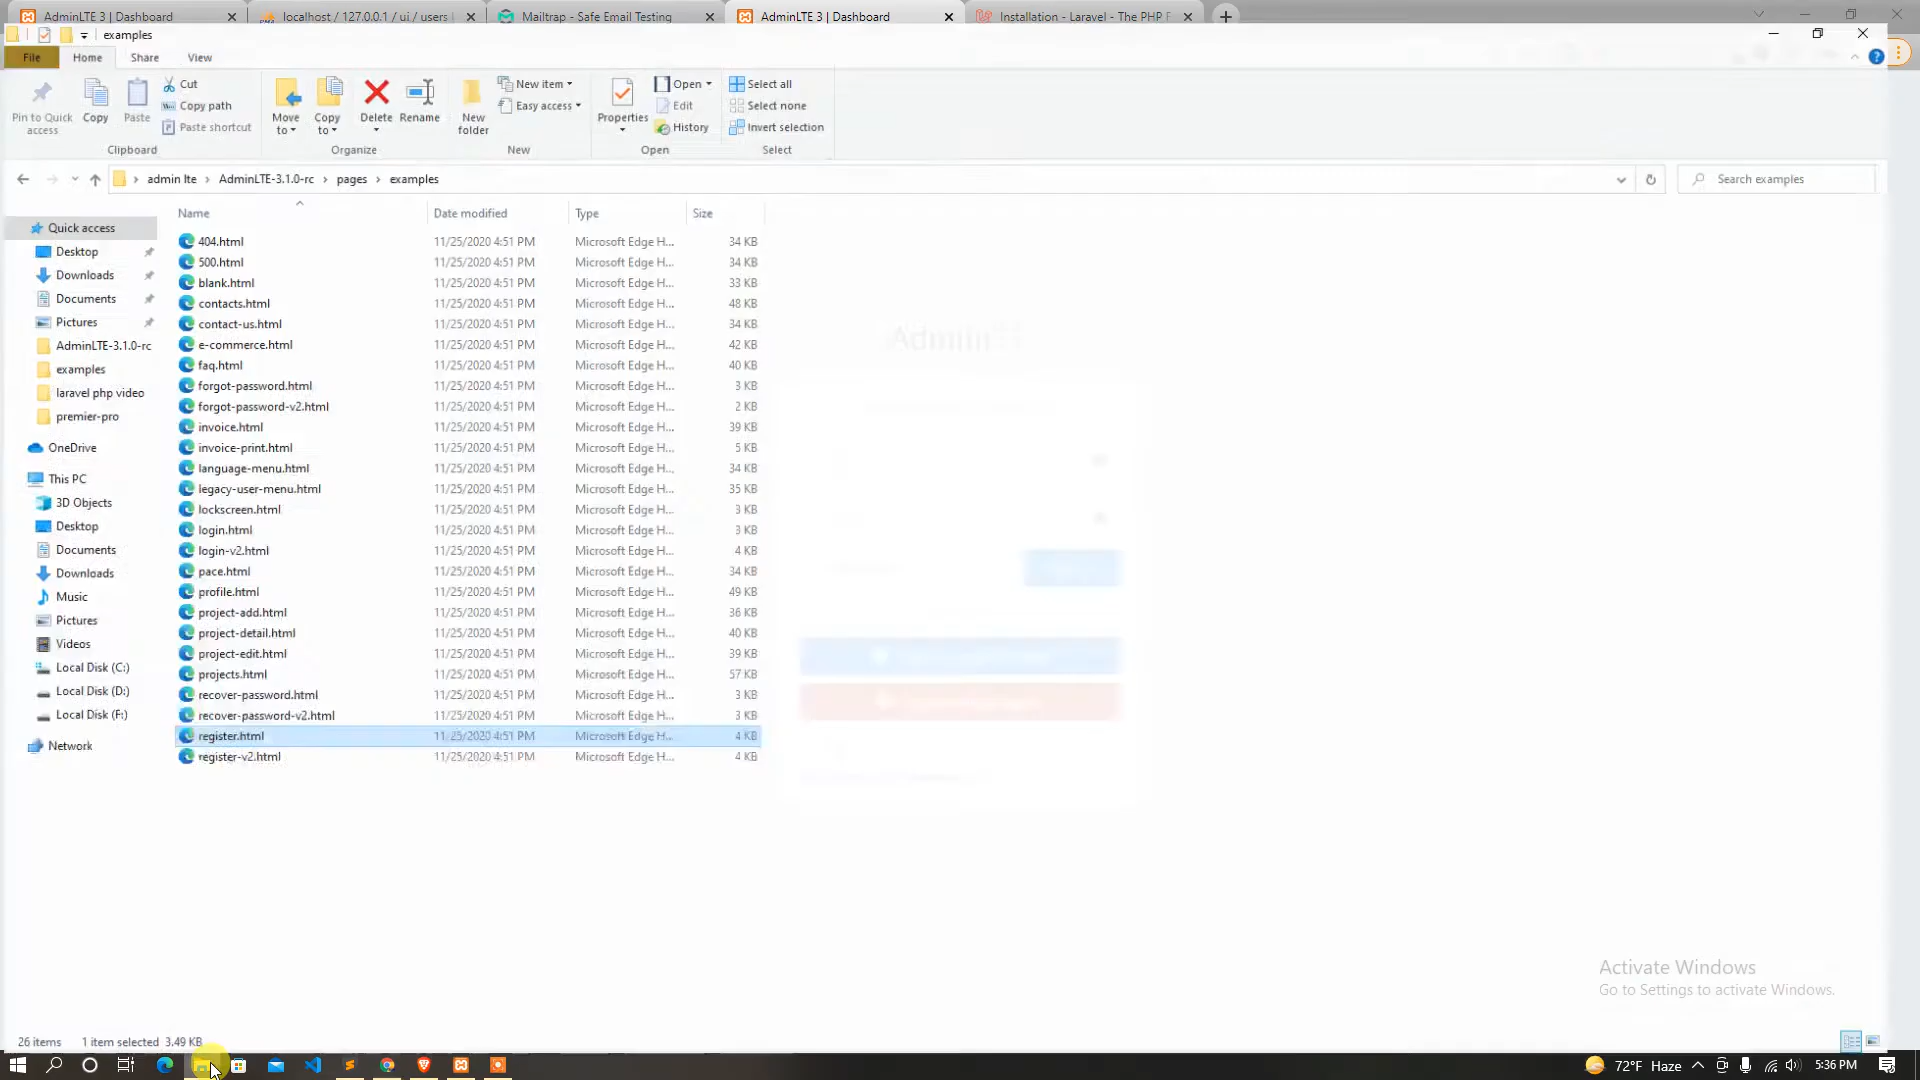 AdminLTE 3 | Dashboard
localhost / 127.0.0.1 / ui / users
Mailtrap - Safe Email Testing
AdminLTE 3 | Dashboard
Installation - Laravel - The PHP F
examples
File
Home
Share
View
Pin to Quick access
Copy
Paste
Cut
Copy path
Paste shortcut
Clipboard
Move to
Copy to
Delete
Rename
Organize
New folder
New item
Easy access
New
Properties
Open
Edit
History
Open
Select all
Select none
Invert selection
Select
admin lte
AdminLTE-3.1.0-rc
pages
examples
Search examples
Name
Date modified
Type
Size
Quick access
Desktop
Downloads
Documents
Pictures
AdminLTE-3.1.0-rc
examples
laravel php video
premier-pro
OneDrive
This PC
3D Objects
Desktop
Documents
Downloads
Music
Pictures
Videos
Local Disk (C:)
Local Disk (D:)
Local Disk (F:)
Network
404.html 11/25/2020 4:51 PM Microsoft Edge H... 34 KB
500.html 11/25/2020 4:51 PM Microsoft Edge H... 34 KB
blank.html 11/25/2020 4:51 PM Microsoft Edge H... 33 KB
contacts.html 11/25/2020 4:51 PM Microsoft Edge H... 48 KB
contact-us.html 11/25/2020 4:51 PM Microsoft Edge H... 34 KB
e-commerce.html 11/25/2020 4:51 PM Microsoft Edge H... 42 KB
faq.html 11/25/2020 4:51 PM Microsoft Edge H... 40 KB
forgot-password.html 11/25/2020 4:51 PM Microsoft Edge H... 3 KB
forgot-password-v2.html 11/25/2020 4:51 PM Microsoft Edge H... 2 KB
invoice.html 11/25/2020 4:51 PM Microsoft Edge H... 39 KB
invoice-print.html 11/25/2020 4:51 PM Microsoft Edge H... 5 KB
language-menu.html 11/25/2020 4:51 PM Microsoft Edge H... 34 KB
legacy-user-menu.html 11/25/2020 4:51 PM Microsoft Edge H... 35 KB
lockscreen.html 11/25/2020 4:51 PM Microsoft Edge H... 3 KB
login.html 11/25/2020 4:51 PM Microsoft Edge H... 3 KB
login-v2.html 11/25/2020 4:51 PM Microsoft Edge H... 4 KB
pace.html 11/25/2020 4:51 PM Microsoft Edge H... 34 KB
profile.html 11/25/2020 4:51 PM Microsoft Edge H... 49 KB
project-add.html 11/25/2020 4:51 PM Microsoft Edge H... 36 KB
project-detail.html 11/25/2020 4:51 PM Microsoft Edge H... 40 KB
project-edit.html 11/25/2020 4:51 PM Microsoft Edge H... 39 KB
projects.html 11/25/2020 4:51 PM Microsoft Edge H... 57 KB
recover-password.html 11/25/2020 4:51 PM Microsoft Edge H... 3 KB
recover-password-v2.html 11/25/2020 4:51 PM Microsoft Edge H... 3 KB
register.html 11/25/2020 4:51 PM Microsoft Edge H... 4 KB
register-v2.html 11/25/2020 4:51 PM Microsoft Edge H... 4 KB
Activate Windows
Go to Settings to activate Windows.
26 items 1 item selected 3.49 KB
72°F Haze
5:36 PM